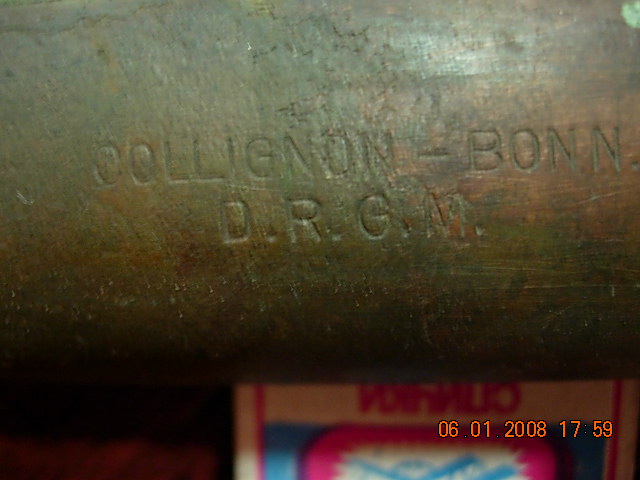 COLLIGNON – BONN.
D.R.G.M.
06.01.2008 17:59